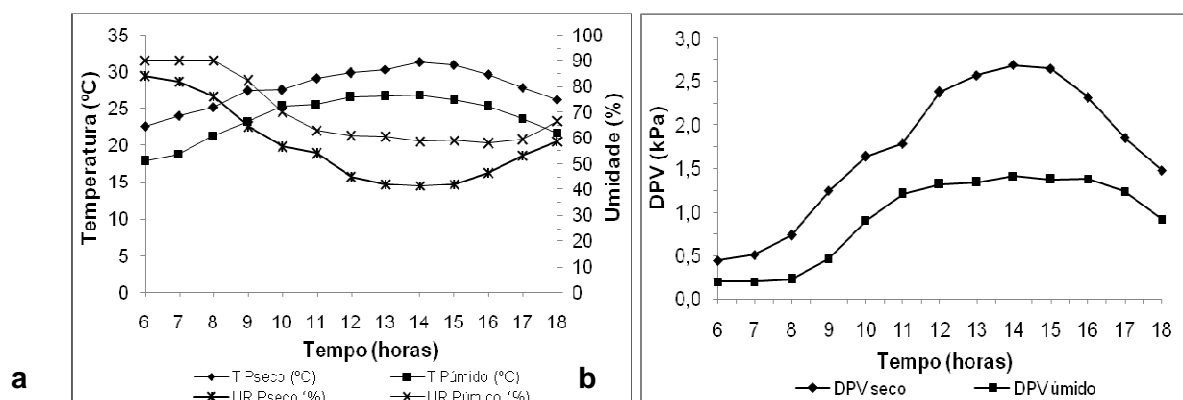 35
30
25
20
15
10
5
0
Temperatura (ºC)
100
90
80
70
60
50
40
30
20
10
0
Umidade (%)
6 7 8 9 10 11 12 13 14 15 16 17 18
Tempo (horas)
T Pseco (ºC) T Púmido (ºC)
UR Pseco (%) UR Púmico (%)
a
3,0
2,5
2,0
1,5
1,0
0,5
0,0
DPV (kPa)
6 7 8 9 10 11 12 13 14 15 16 17 18
Tempo (horas)
DPV seco DPV úmido
b